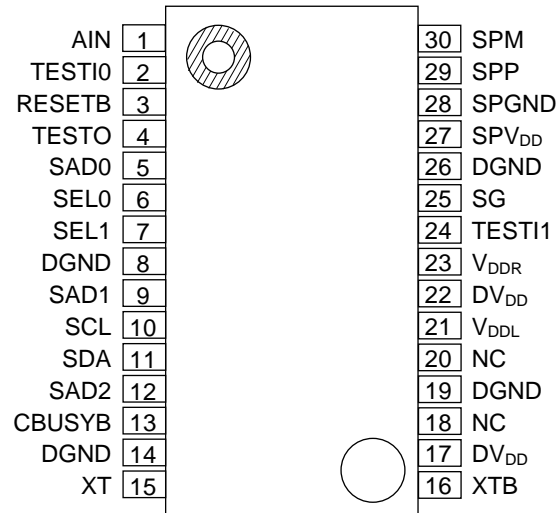 AIN 1 30 SPM
TESTI0 2 29 SPP
RESETB 3 28 SPGND
TESTO 4 27 SPVDD
SAD0 5 26 DGND
SEL0 6 25 SG
SEL1 7 24 TESTI1
DGND 8 23 VDDR
SAD1 9 22 DVDD
SCL 10 21 VDDL
SDA 11 20 NC
SAD2 12 19 DGND
CBUSYB 13 18 NC
DGND 14 17 DVDD
XT 15 16 XTB